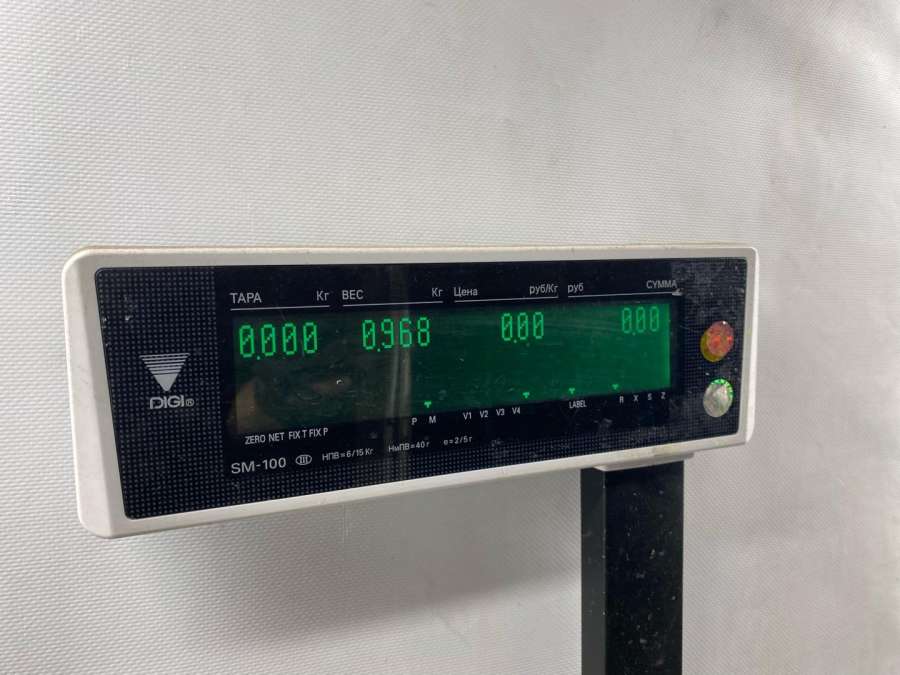 ТАРА Кг ВЕС Кг Цена руб/Кг руб СУММА
0.000 0.968 0.00 0.00
P M V1 V2 V3 V4 LABEL R X S Z
DIGI®
ZERO NET FIX T FIX P
SM-100 III НПВ=6/15 Кг НмПВ=40 г e=2/5 г